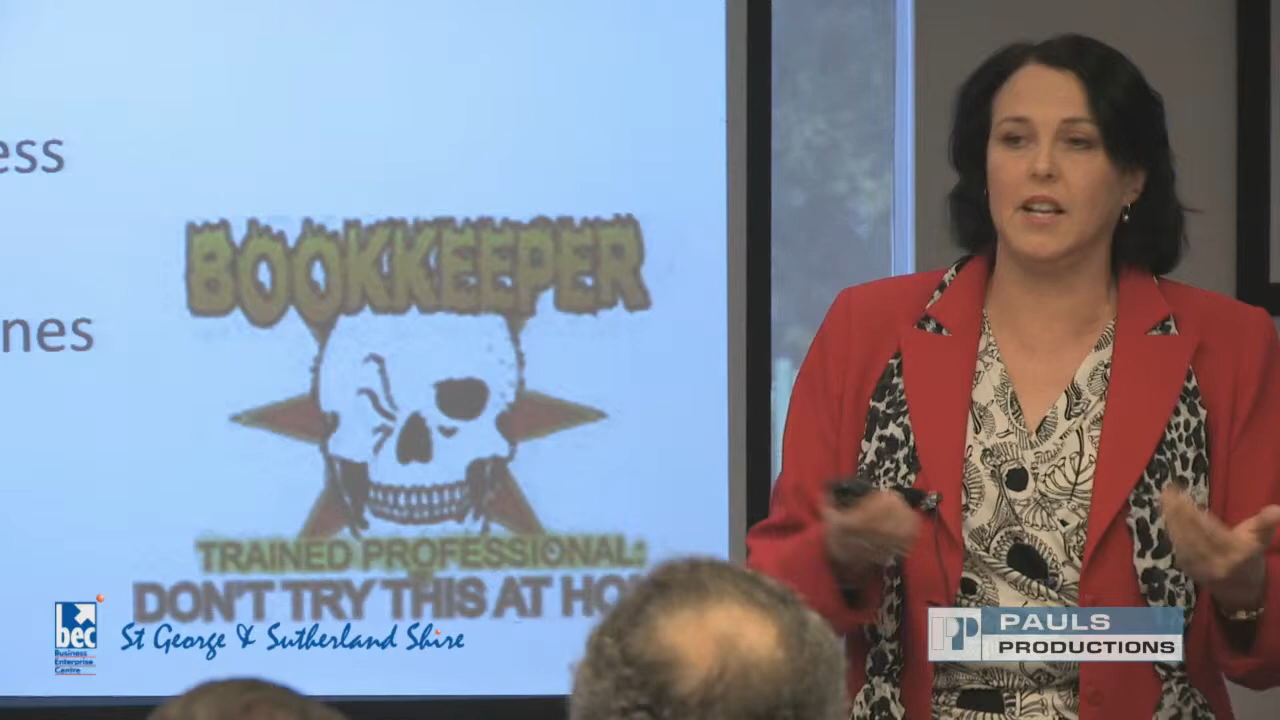 ess
nes
BOOKKEEPER
TRAINED PROFESSIONAL:
DON'T TRY THIS AT
bec
Business
Enterprise
Centre
St George & Sutherland Shire
PAULS
PRODUCTIONS